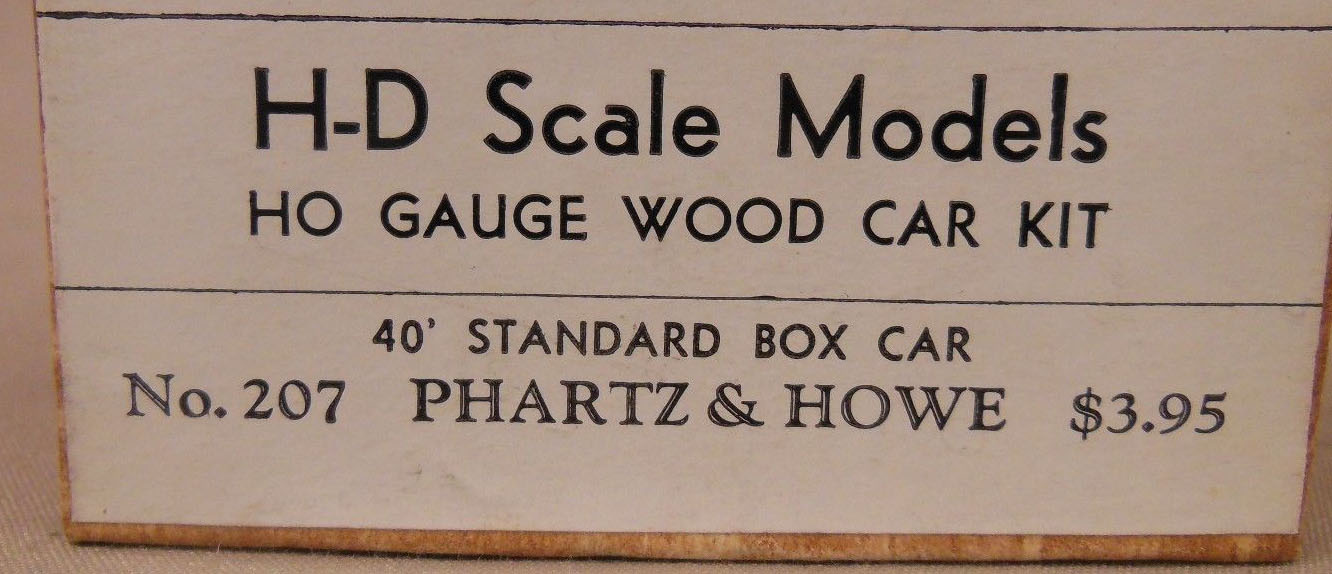 H-D Scale Models
HO GAUGE WOOD CAR KIT
40' STANDARD BOX CAR
No. 207 PHARTZ & HOWE $3.95